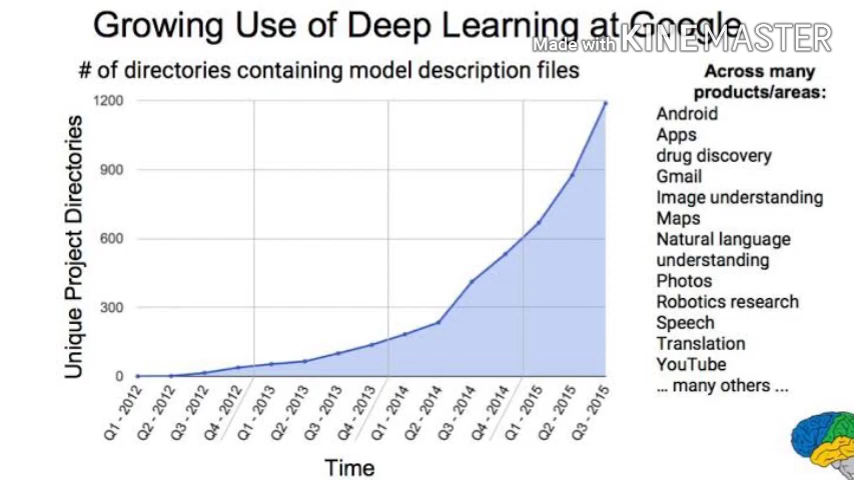 Growing Use of Deep Learning at Google
Made with KINEMASTER
# of directories containing model description files
Across many
products/areas:
Android
Apps
drug discovery
Gmail
Image understanding
Maps
Natural language
understanding
Photos
Robotics research
Speech
Translation
YouTube
... many others ...
Unique Project Directories
1200
900
600
300
0
Q1 - 2012
Q2 - 2012
Q3 - 2012
Q4 - 2012
Q1 - 2013
Q2 - 2013
Q3 - 2013
Q4 - 2013
Q1 - 2014
Q2 - 2014
Q3 - 2014
Q4 - 2014
Q1 - 2015
Q2 - 2015
Q3 - 2015
Time